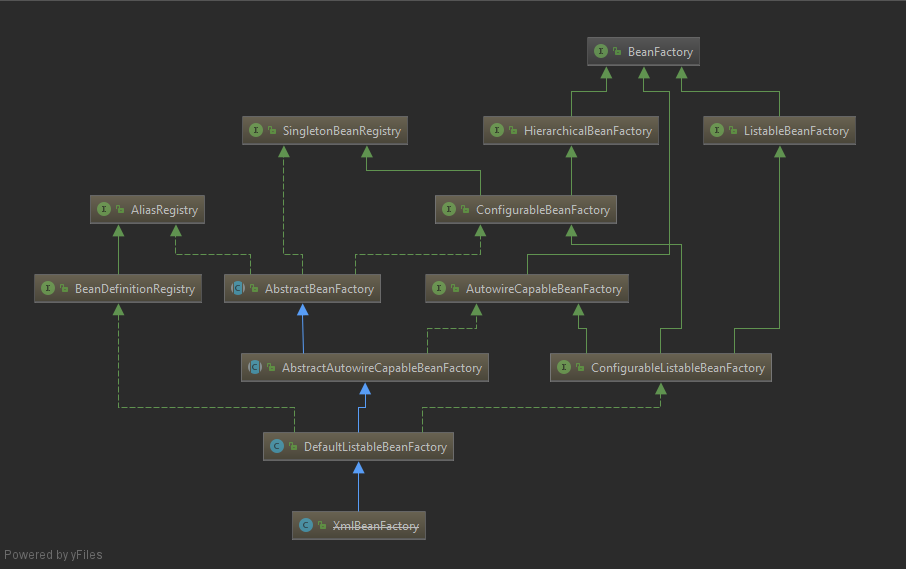 BeanFactory
SingletonBeanRegistry
HierarchicalBeanFactory
ListableBeanFactory
AliasRegistry
ConfigurableBeanFactory
BeanDefinitionRegistry
AbstractBeanFactory
AutowireCapableBeanFactory
AbstractAutowireCapableBeanFactory
ConfigurableListableBeanFactory
DefaultListableBeanFactory
XmlBeanFactory
Powered by yFiles